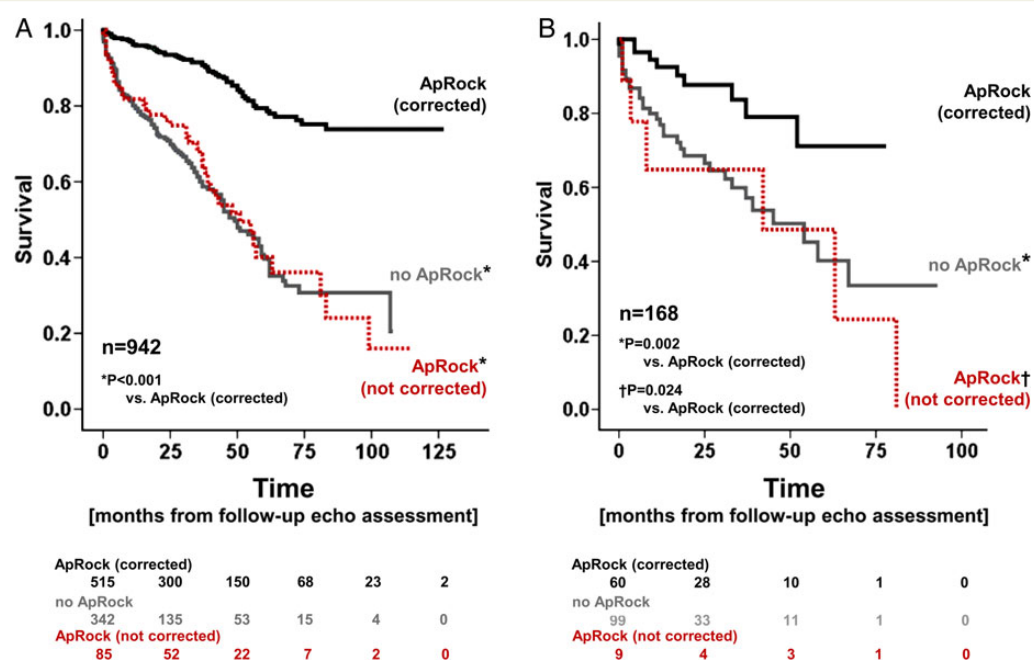 A
1.0
0.8
0.6
0.4
0.2
0.0
Survival
ApRock
(corrected)
no ApRock*
ApRock*
(not corrected)
n=942
*P<0.001
vs. ApRock (corrected)
0 25 50 75 100 125
Time
[months from follow-up echo assessment]
ApRock (corrected)
515 300 150 68 23 2
no ApRock
342 135 53 15 4 0
ApRock (not corrected)
85 52 22 7 2 0
B
1.0
0.8
0.6
0.4
0.2
0.0
Survival
ApRock
(corrected)
no ApRock*
n=168
*P=0.002
vs. ApRock (corrected)
†P=0.024
vs. ApRock (corrected)
ApRock†
(not corrected)
0 25 50 75 100
Time
[months from follow-up echo assessment]
ApRock (corrected)
60 28 10 1 0
no ApRock
99 33 11 1 0
ApRock (not corrected)
9 4 3 1 0